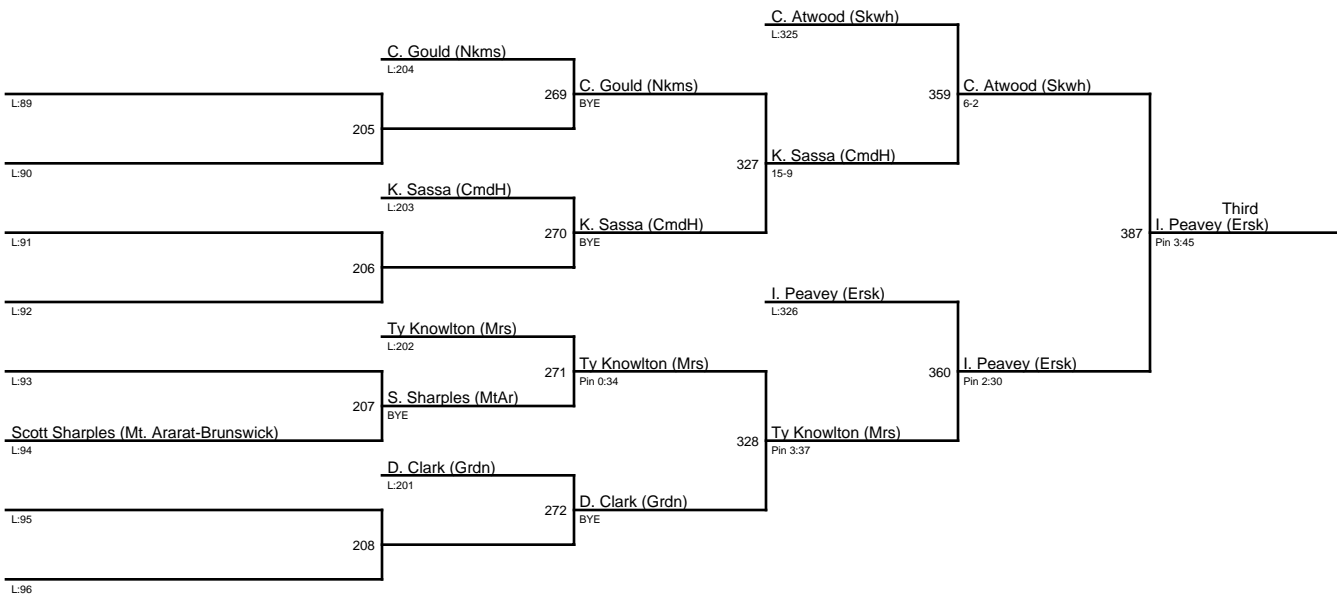 C. Atwood (Skwh)
L:325
C. Gould (Nkms)
L:204
269
C. Gould (Nkms)
BYE
359
C. Atwood (Skwh)
6-2
L:89
205
L:90
327
K. Sassa (CmdH)
15-9
K. Sassa (CmdH)
L:203
270
K. Sassa (CmdH)
BYE
L:91
206
L:92
Third
387
I. Peavey (Ersk)
Pin 3:45
I. Peavey (Ersk)
L:326
Ty Knowlton (Mrs)
L:202
271
Ty Knowlton (Mrs)
Pin 0:34
360
I. Peavey (Ersk)
Pin 2:30
L:93
207
S. Sharples (MtAr)
BYE
Scott Sharples (Mt. Ararat-Brunswick)
L:94
328
Ty Knowlton (Mrs)
Pin 3:37
D. Clark (Grdn)
L:201
272
D. Clark (Grdn)
BYE
L:95
208
L:96